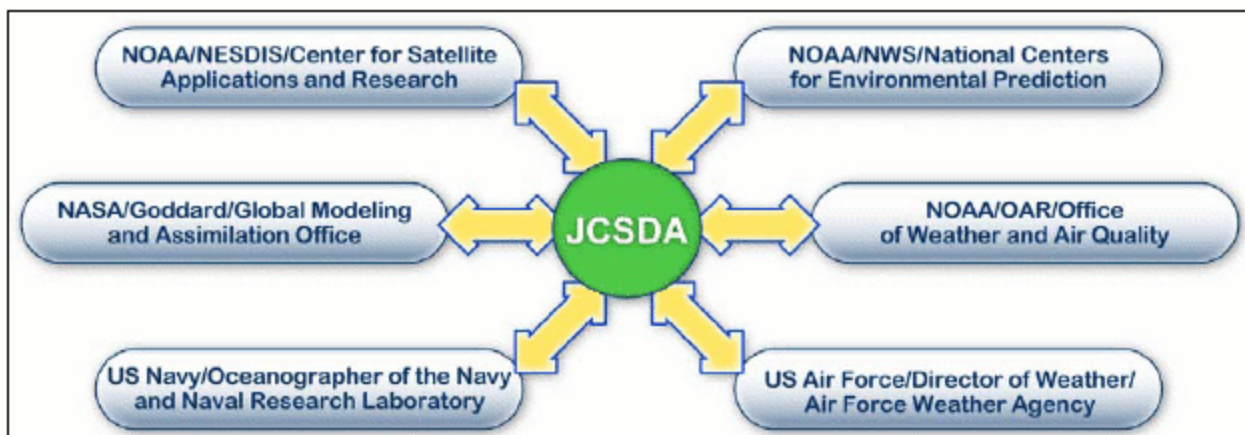 NOAA/NESDIS/Center for Satellite
Applications and Research
NOAA/NWS/National Centers
for Environmental Prediction
NASA/Goddard/Global Modeling
and Assimilation Office
JCSDA
NOAA/OAR/Office
of Weather and Air Quality
US Navy/Oceanographer of the Navy
and Naval Research Laboratory
US Air Force/Director of Weather/
Air Force Weather Agency